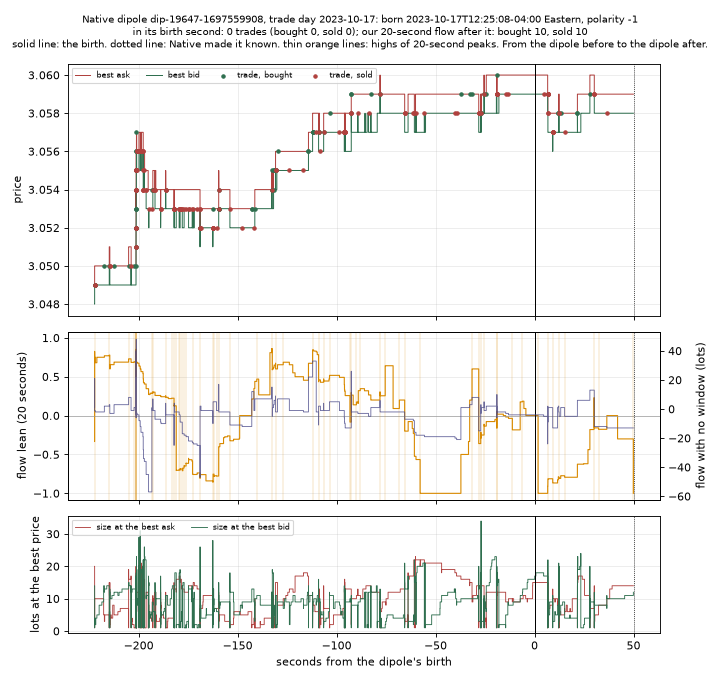 Native dipole dip-19647-1697559908, trade day 2023-10-17: born 2023-10-17T12:25:08-04:00 Eastern, polarity -1
in its birth second: 0 trades (bought 0, sold 0); our 20-second flow after it: bought 10, sold 10
solid line: the birth. dotted line: Native made it known. thin orange lines: highs of 20-second peaks. From the dipole before to the dipole after.
best ask
best bid
trade, bought
trade, sold
3.060
3.058
3.056
3.054
3.052
3.050
3.048
price
1.0
0.5
0.0
−0.5
−1.0
flow lean (20 seconds)
40
20
0
−20
−40
−60
flow with no window (lots)
size at the best ask
size at the best bid
30
20
10
0
lots at the best price
−200
−150
−100
−50
0
50
seconds from the dipole's birth